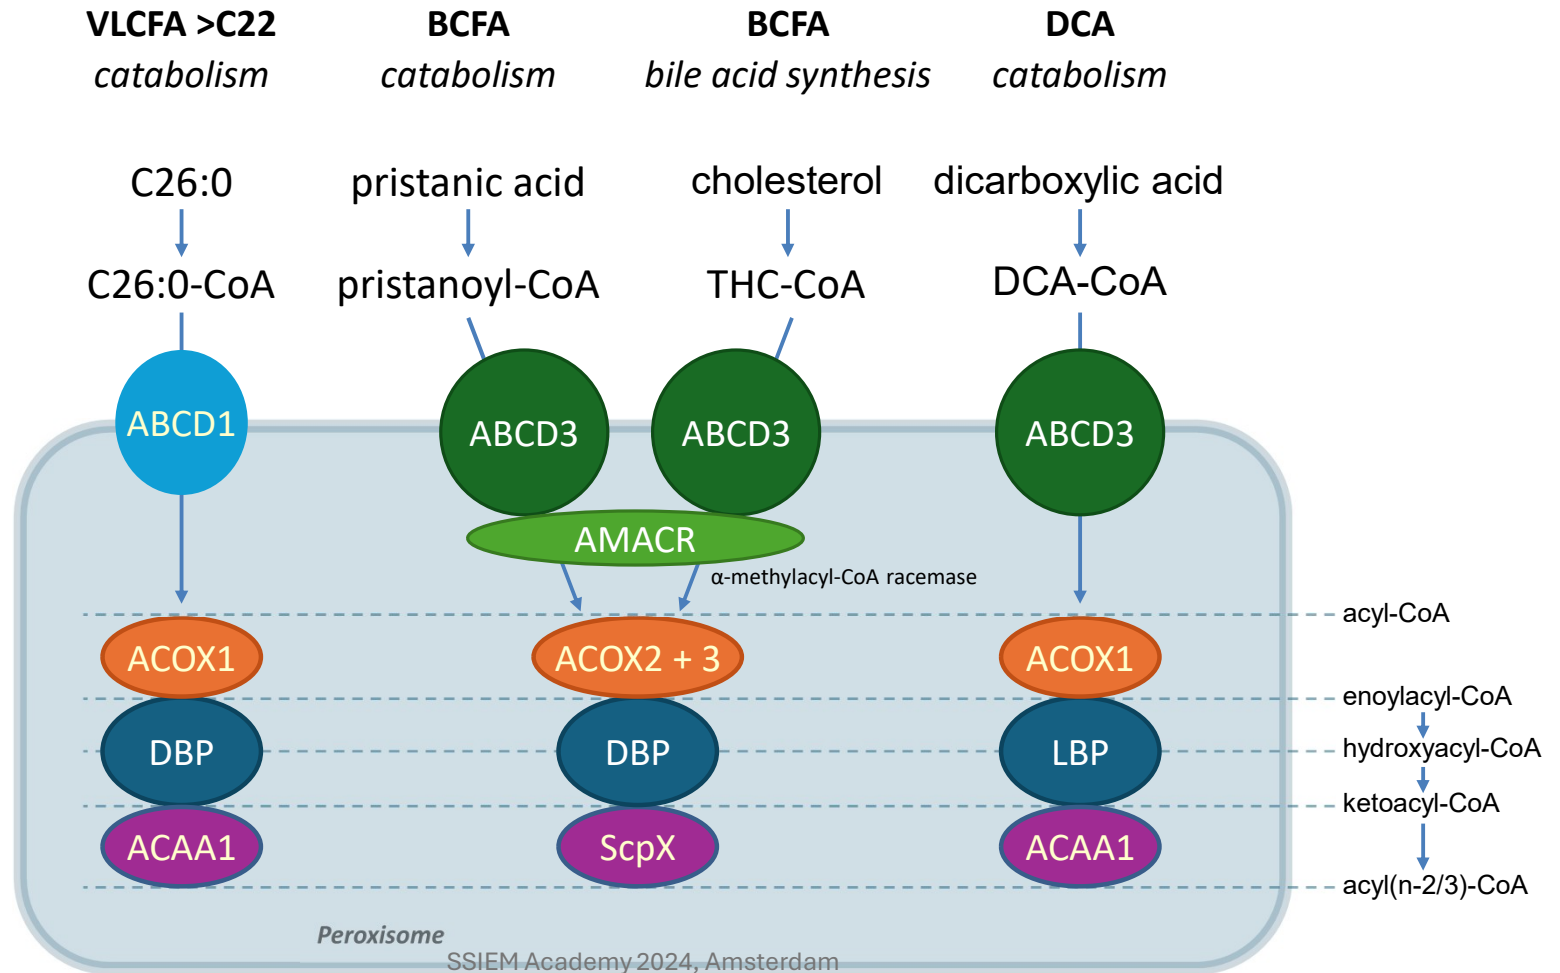 VLCFA >C22
catabolism
BCFA
catabolism
BCFA
bile acid synthesis
DCA
catabolism
C26:0
pristanic acid
cholesterol
dicarboxylic acid
C26:0-CoA
pristanoyl-CoA
THC-CoA
DCA-CoA
ABCD1
ABCD3
ABCD3
ABCD3
AMACR
α-methylacyl-CoA racemase
acyl-CoA
ACOX1
ACOX2 + 3
ACOX1
enoylacyl-CoA
DBP
DBP
LBP
hydroxyacyl-CoA
ketoacyl-CoA
ACAA1
ScpX
ACAA1
acyl(n-2/3)-CoA
Peroxisome
SSIEM Academy 2024, Amsterdam